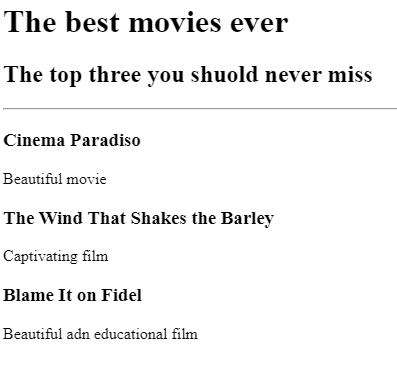 The best movies ever
The top three you shuold never miss
Cinema Paradiso
Beautiful movie
The Wind That Shakes the Barley
Captivating film
Blame It on Fidel
Beautiful adn educational film